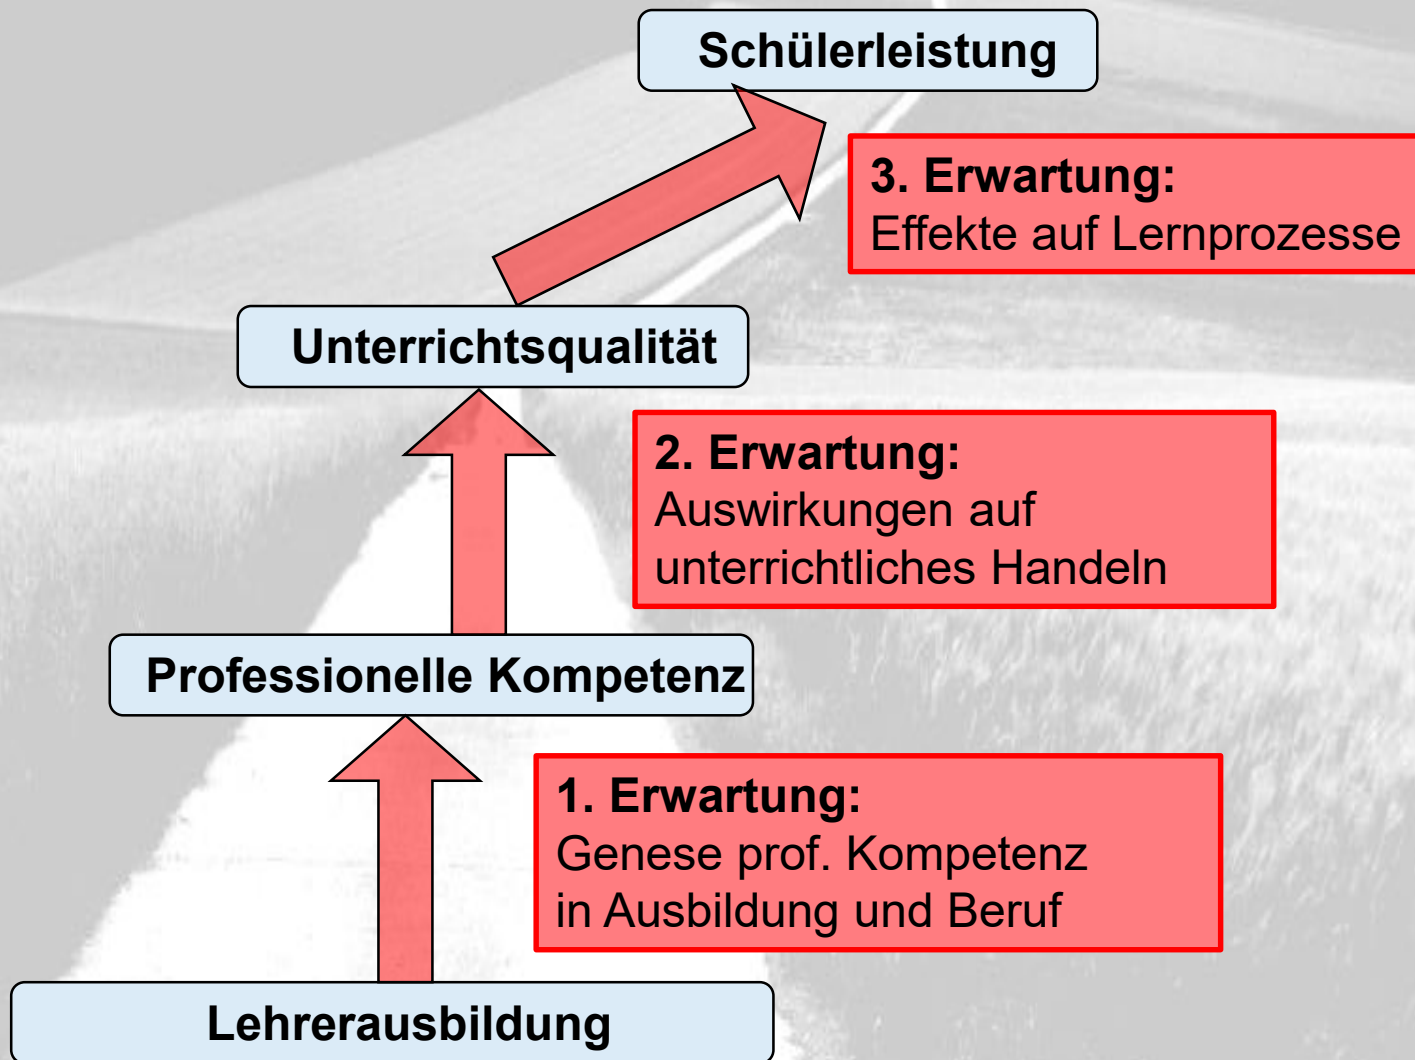 Schülerleistung
3. Erwartung:
Effekte auf Lernprozesse
Unterrichtsqualität
2. Erwartung:
Auswirkungen auf
unterrichtliches Handeln
Professionelle Kompetenz
1. Erwartung:
Genese prof. Kompetenz
in Ausbildung und Beruf
Lehrerausbildung